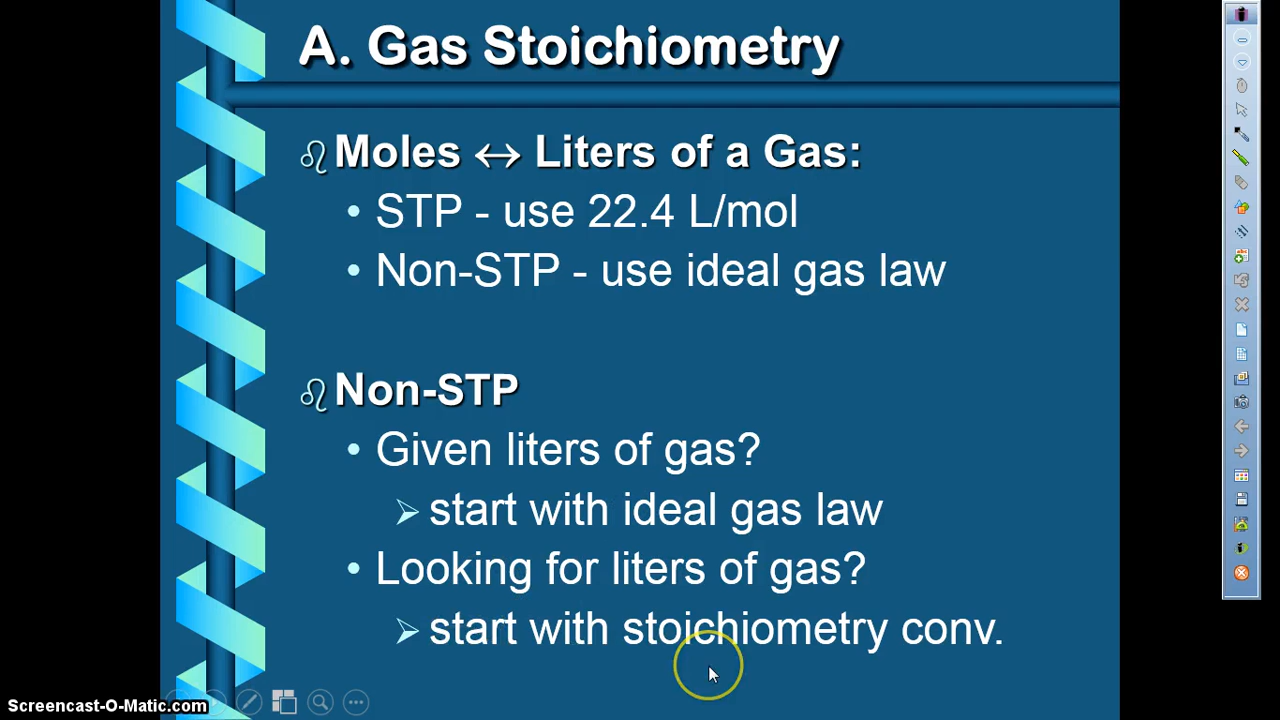 A. Gas Stoichiometry
Moles ↔ Liters of a Gas:
• STP - use 22.4 L/mol
• Non-STP - use ideal gas law
Non-STP
• Given liters of gas?
➢ start with ideal gas law
• Looking for liters of gas?
➢ start with stoichiometry conv.
Screencast-O-Matic.com